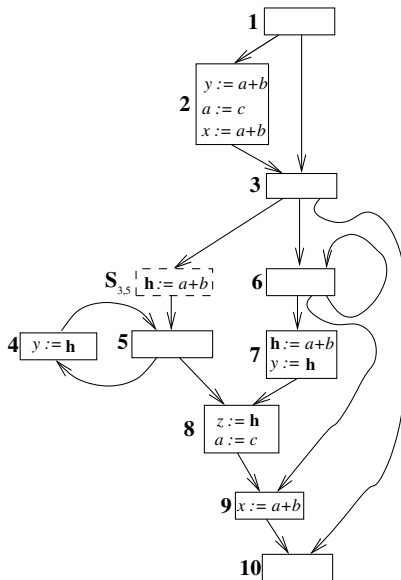 1
2
y := a+b
a := c
x := a+b
3
S3,5
h := a+b
6
4
y := h
5
7
h := a+b
y := h
8
z := h
a := c
9
x := a+b
10